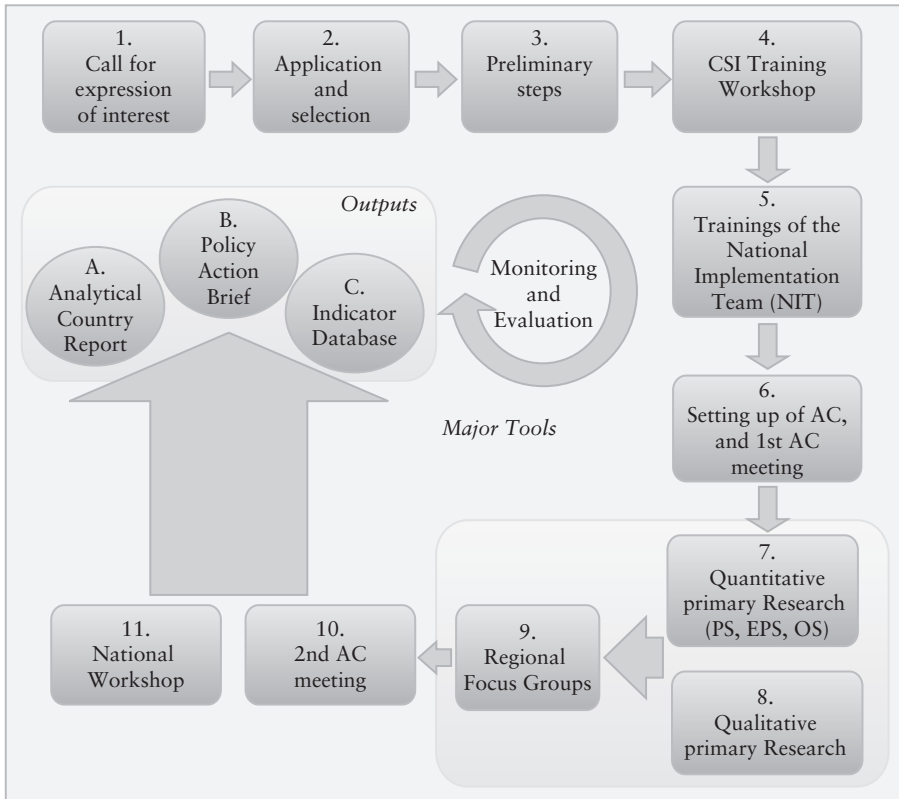 1.
Call for
expression
of interest
2.
Application
and
selection
3.
Preliminary
steps
4.
CSI Training
Workshop
5.
Trainings of the
National
Implementation
Team (NIT)
6.
Setting up of AC,
and 1st AC
meeting
7.
Quantitative
primary Research
(PS, EPS, OS)
8.
Qualitative
primary Research
9.
Regional
Focus Groups
10.
2nd AC
meeting
11.
National
Workshop
Outputs
A.
Analytical
Country
Report
B.
Policy
Action
Brief
C.
Indicator
Database
Monitoring
and
Evaluation
Major Tools